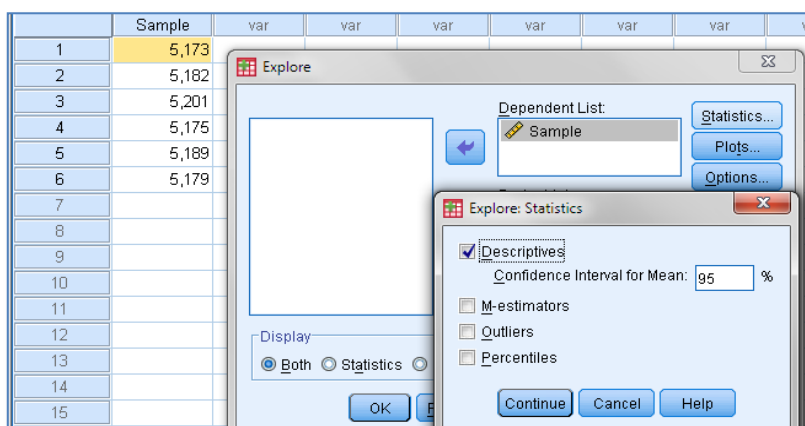 Sample var var var var var var
1 5,173
2 5,182
3 5,201
4 5,175
5 5,189
6 5,179
7
8
9
10
11
12
13
14
15
Explore
Dependent List:
Sample
Statistics...
Plots...
Options...
Display
Both Statistics
OK
Explore: Statistics
Descriptives
Confidence Interval for Mean: 95 %
M-estimators
Outliers
Percentiles
Continue Cancel Help